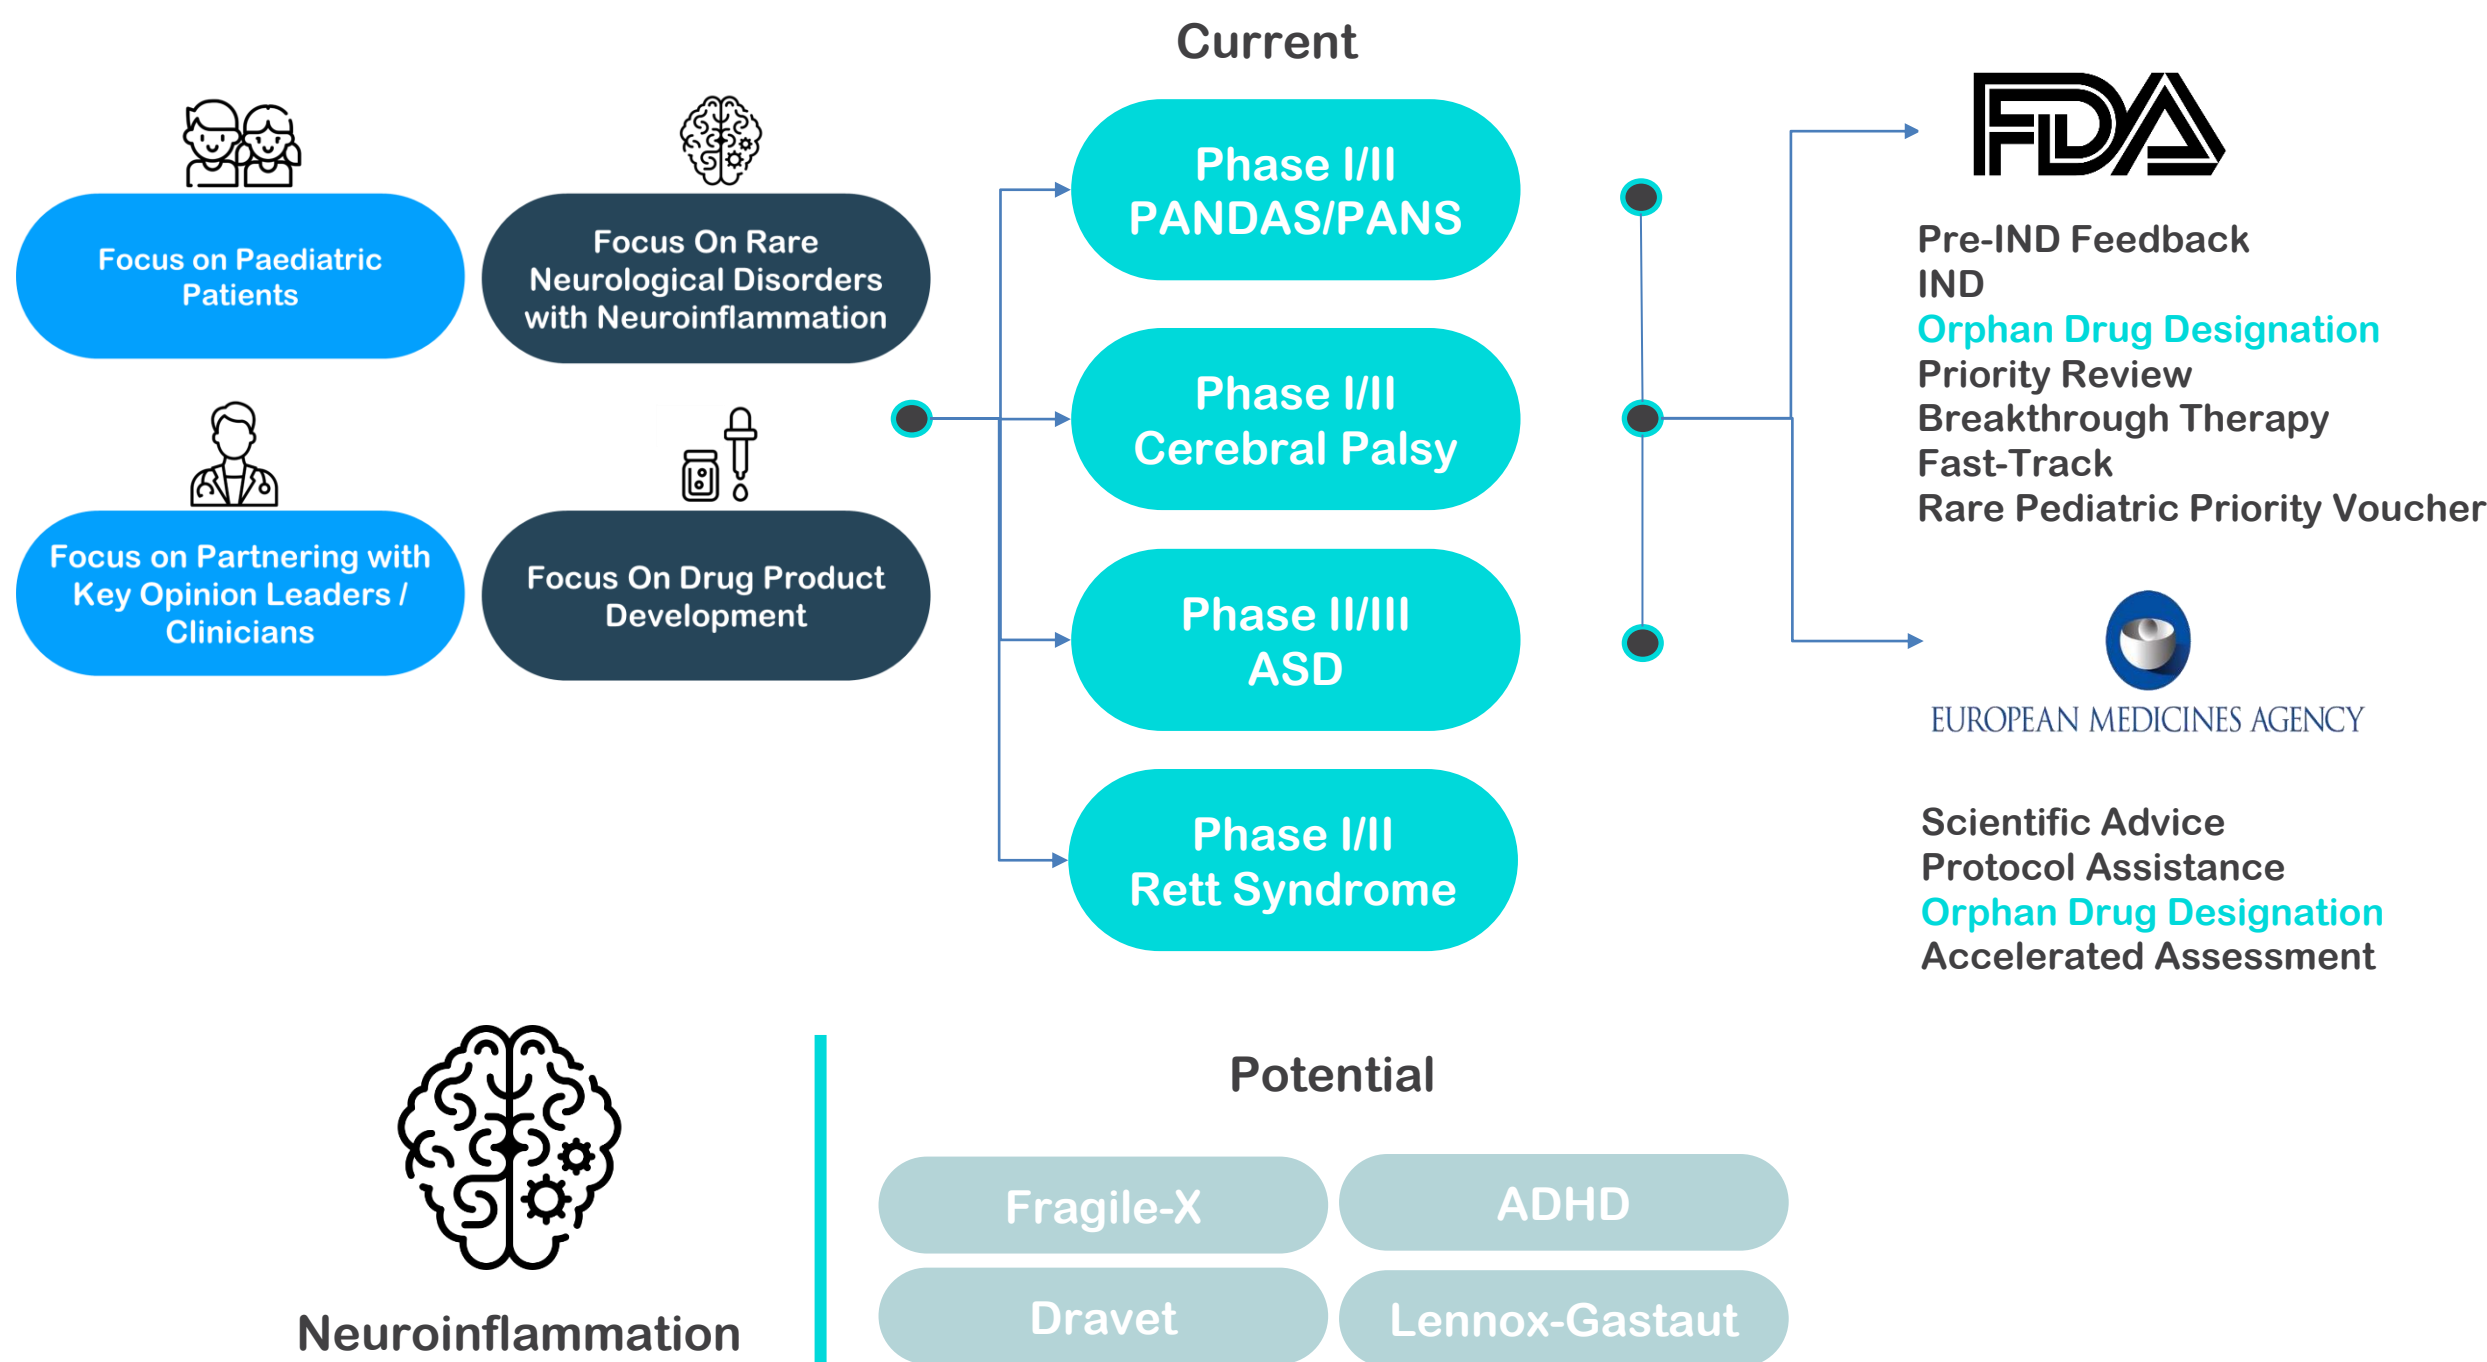 Current
Focus on Paediatric
Patients
Focus On Rare
Neurological Disorders
with Neuroinflammation
Focus on Partnering with
Key Opinion Leaders /
Clinicians
Focus On Drug Product
Development
Phase I/II
PANDAS/PANS
Phase I/II
Cerebral Palsy
Phase II/III
ASD
Phase I/II
Rett Syndrome
FDA
Pre-IND Feedback
IND
Orphan Drug Designation
Priority Review
Breakthrough Therapy
Fast-Track
Rare Pediatric Priority Voucher
EUROPEAN MEDICINES AGENCY
Scientific Advice
Protocol Assistance
Orphan Drug Designation
Accelerated Assessment
Neuroinflammation
Potential
Fragile-X
ADHD
Dravet
Lennox-Gastaut